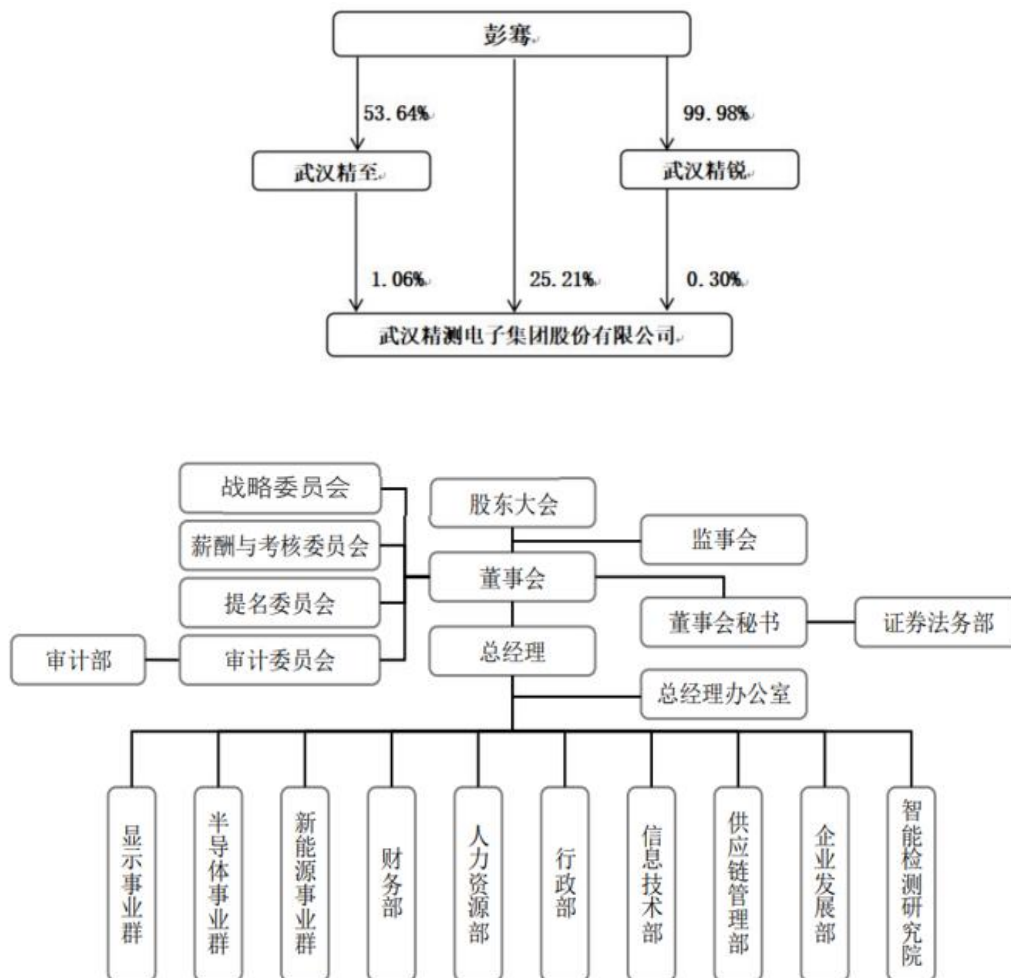 彭骞
53.64%
99.98%
武汉精至
武汉精锐
1.06%
25.21%
0.30%
武汉精测电子集团股份有限公司
战略委员会
股东大会
薪酬与考核委员会
监事会
董事会
提名委员会
董事会秘书
证券法务部
审计部
审计委员会
总经理
总经理办公室
显示事业群
半导体事业群
新能源事业群
财务部
人力资源部
行政部
信息技术部
供应链管理部
企业发展部
智能检测研究院